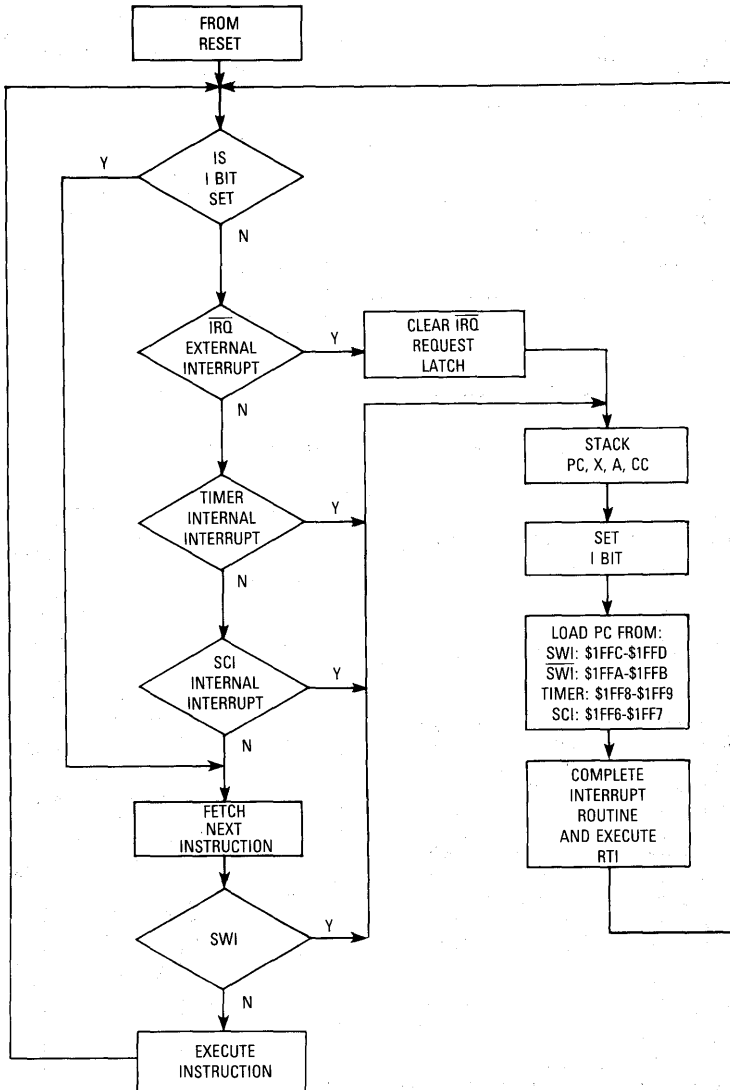 FROM
RESET
IS
I BIT
SET
Y
N
IRQ
EXTERNAL
INTERRUPT
Y
N
CLEAR IRQ
REQUEST
LATCH
STACK
PC, X, A, CC
TIMER
INTERNAL
INTERRUPT
Y
N
SET
I BIT
LOAD PC FROM:
SWI: $1FFC-$1FFD
SWI: $1FFA-$1FFB
TIMER: $1FF8-$1FF9
SCI: $1FF6-$1FF7
SCI
INTERNAL
INTERRUPT
Y
N
FETCH
NEXT
INSTRUCTION
COMPLETE
INTERRUPT
ROUTINE
AND EXECUTE
RTI
SWI
Y
N
EXECUTE
INSTRUCTION